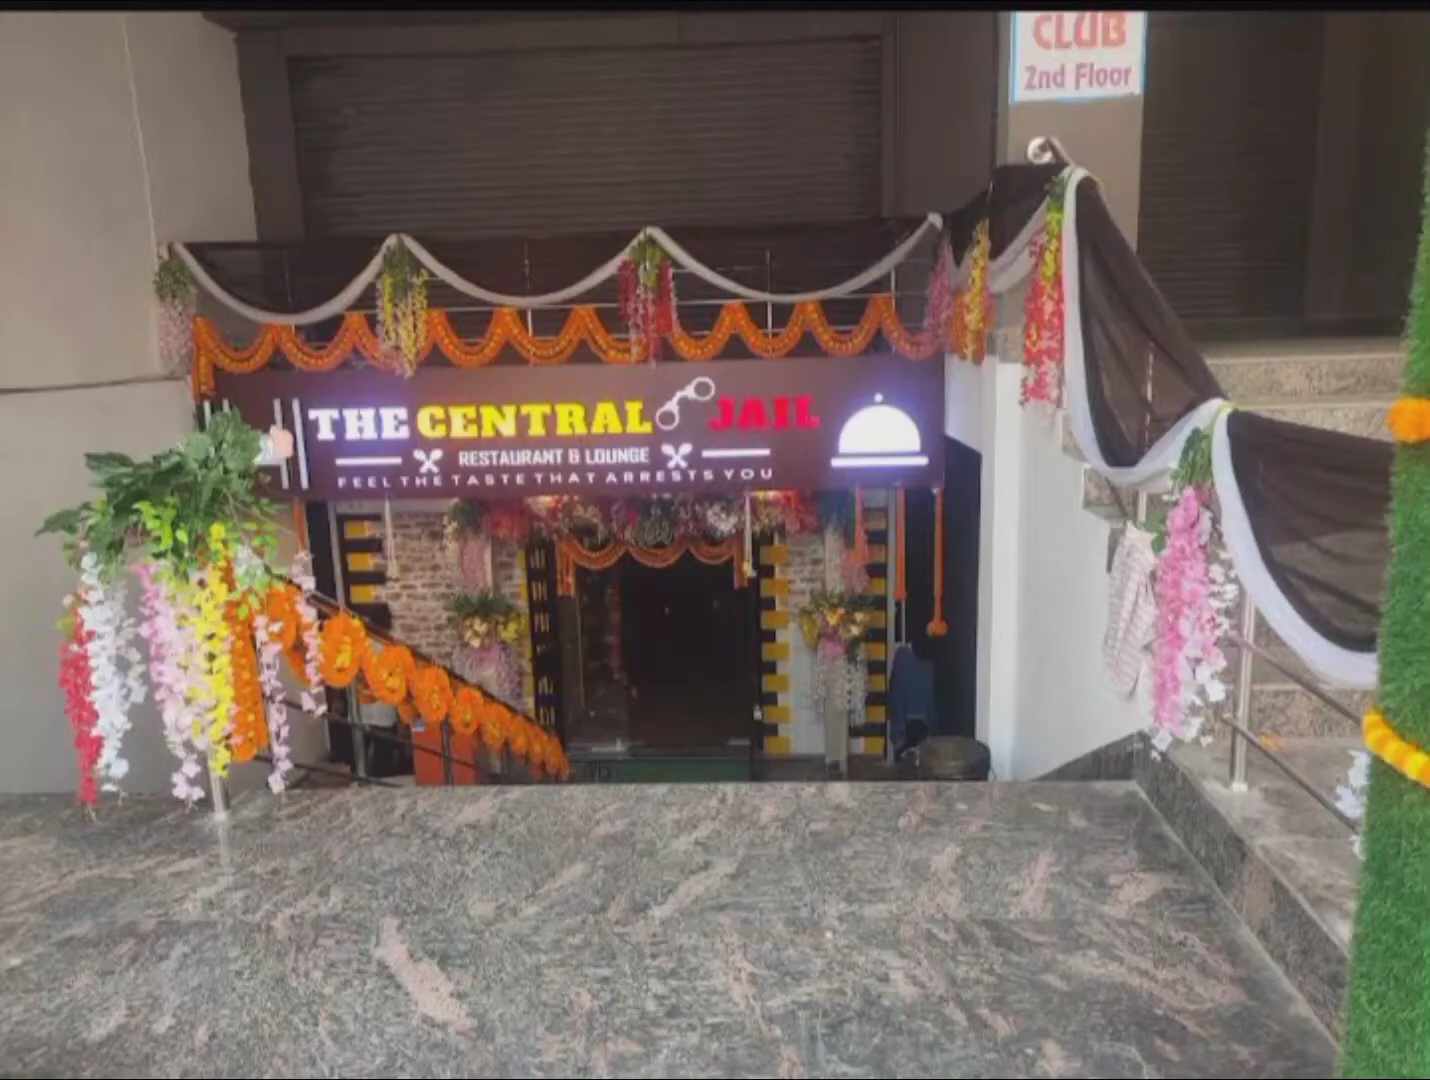 CLUB
2nd Floor
THE CENTRAL JAIL
RESTAURANT & LOUNGE
FEEL THE TASTE THAT ARRESTS YOU